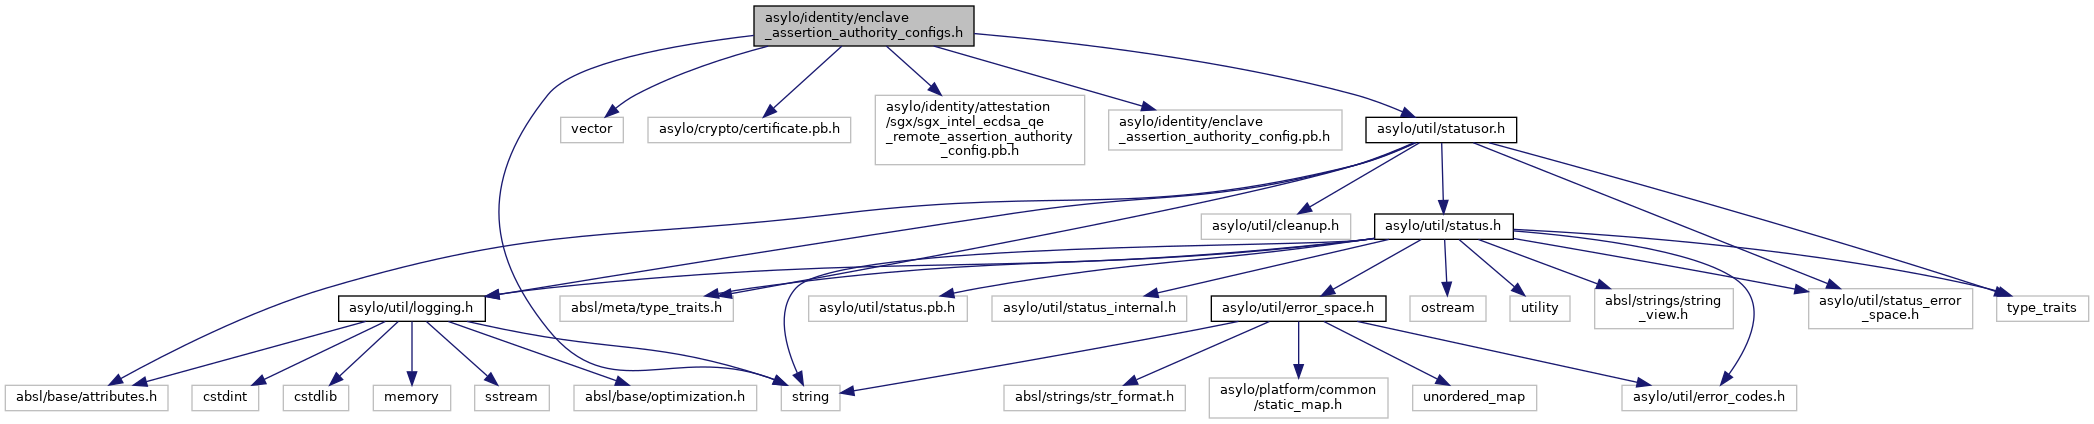 asylo/identity/enclave
_assertion_authority_configs.h
vector
asylo/crypto/certificate.pb.h
asylo/identity/attestation
/sgx/sgx_intel_ecdsa_qe
_remote_assertion_authority
_config.pb.h
asylo/identity/enclave
_assertion_authority_config.pb.h
asylo/util/statusor.h
asylo/util/cleanup.h
asylo/util/status.h
asylo/util/logging.h
absl/meta/type_traits.h
asylo/util/status.pb.h
asylo/util/status_internal.h
asylo/util/error_space.h
ostream
utility
absl/strings/string
_view.h
asylo/util/status_error
_space.h
type_traits
absl/base/attributes.h
cstdint
cstdlib
memory
sstream
absl/base/optimization.h
string
absl/strings/str_format.h
asylo/platform/common
/static_map.h
unordered_map
asylo/util/error_codes.h